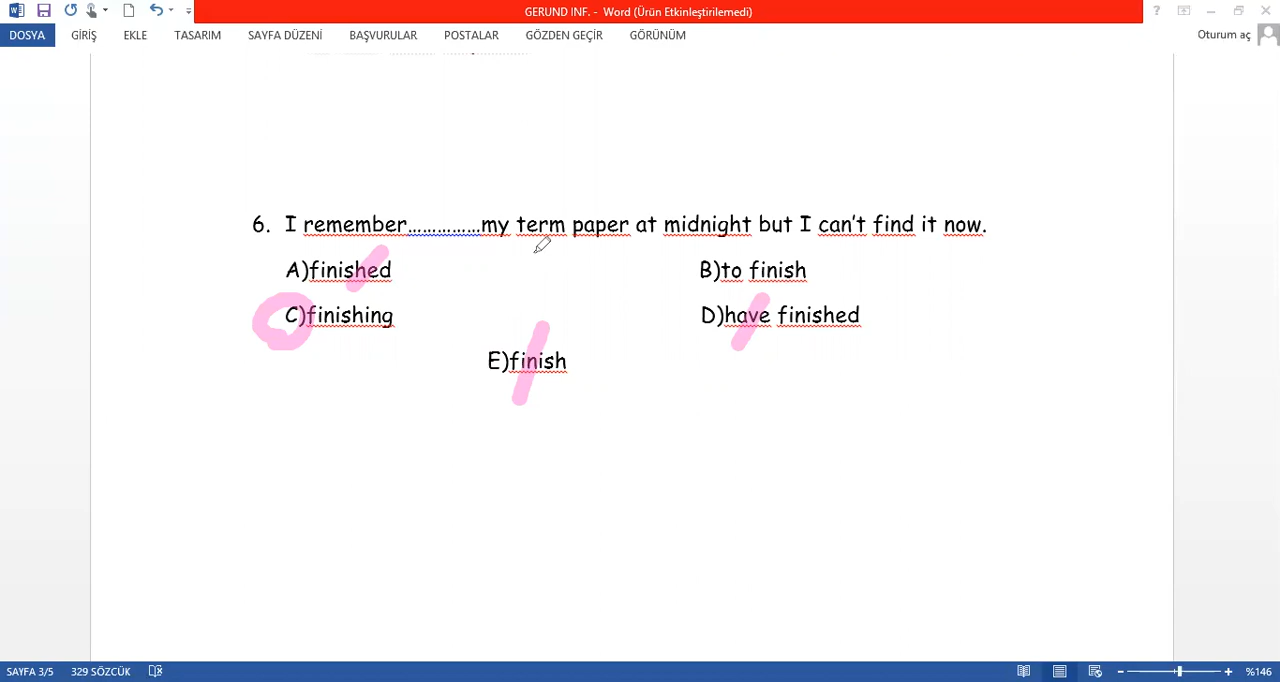 GERUND INF. - Word (Ürün Etkinleştirilemedi)
DOSYA GİRİŞ EKLE TASARIM SAYFA DÜZENİ BAŞVURULAR POSTALAR GÖZDEN GEÇİR GÖRÜNÜM Oturum aç
6. I remember...............my term paper at midnight but I can't find it now.
A)finished B)to finish
C)finishing D)have finished
E)finish
SAYFA 3/5 329 SÖZCÜK %146